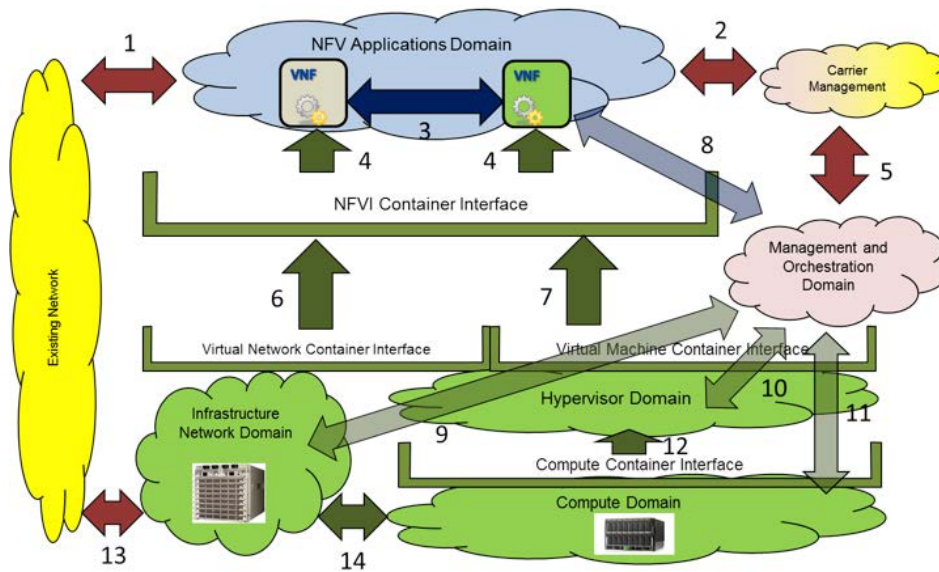 1
NFV Applications Domain
2
VNF
VNF
Carrier
Management
3
4
4
8
5
NFVI Container Interface
Existing Network
Management and
Orchestration
Domain
6
7
Virtual Network Container Interface
Virtual Machine Container Interface
Infrastructure
Network Domain
Hypervisor Domain
10
9
11
12
Compute Container Interface
Compute Domain
13
14